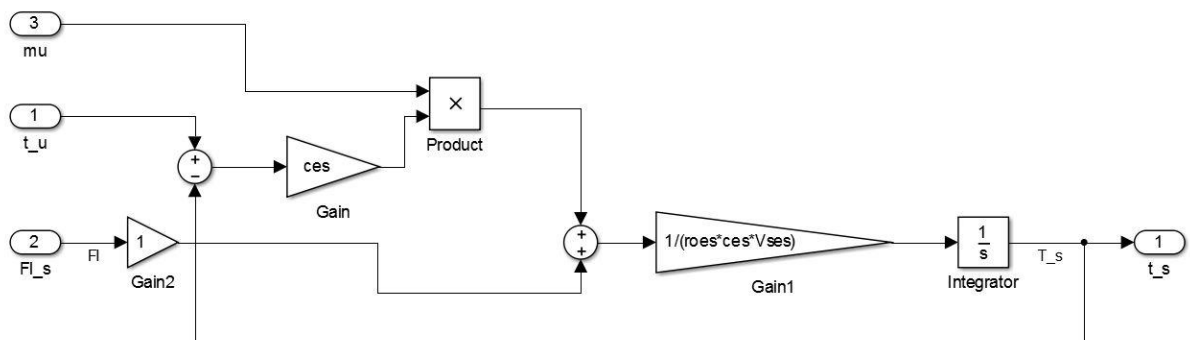 3
mu
1
t_u
+
−
ces
Gain
×
Product
2
Fl_s
Fl
1
Gain2
+
+
1/(roes*ces*Vses)
Gain1
1
s
Integrator
T_s
1
t_s